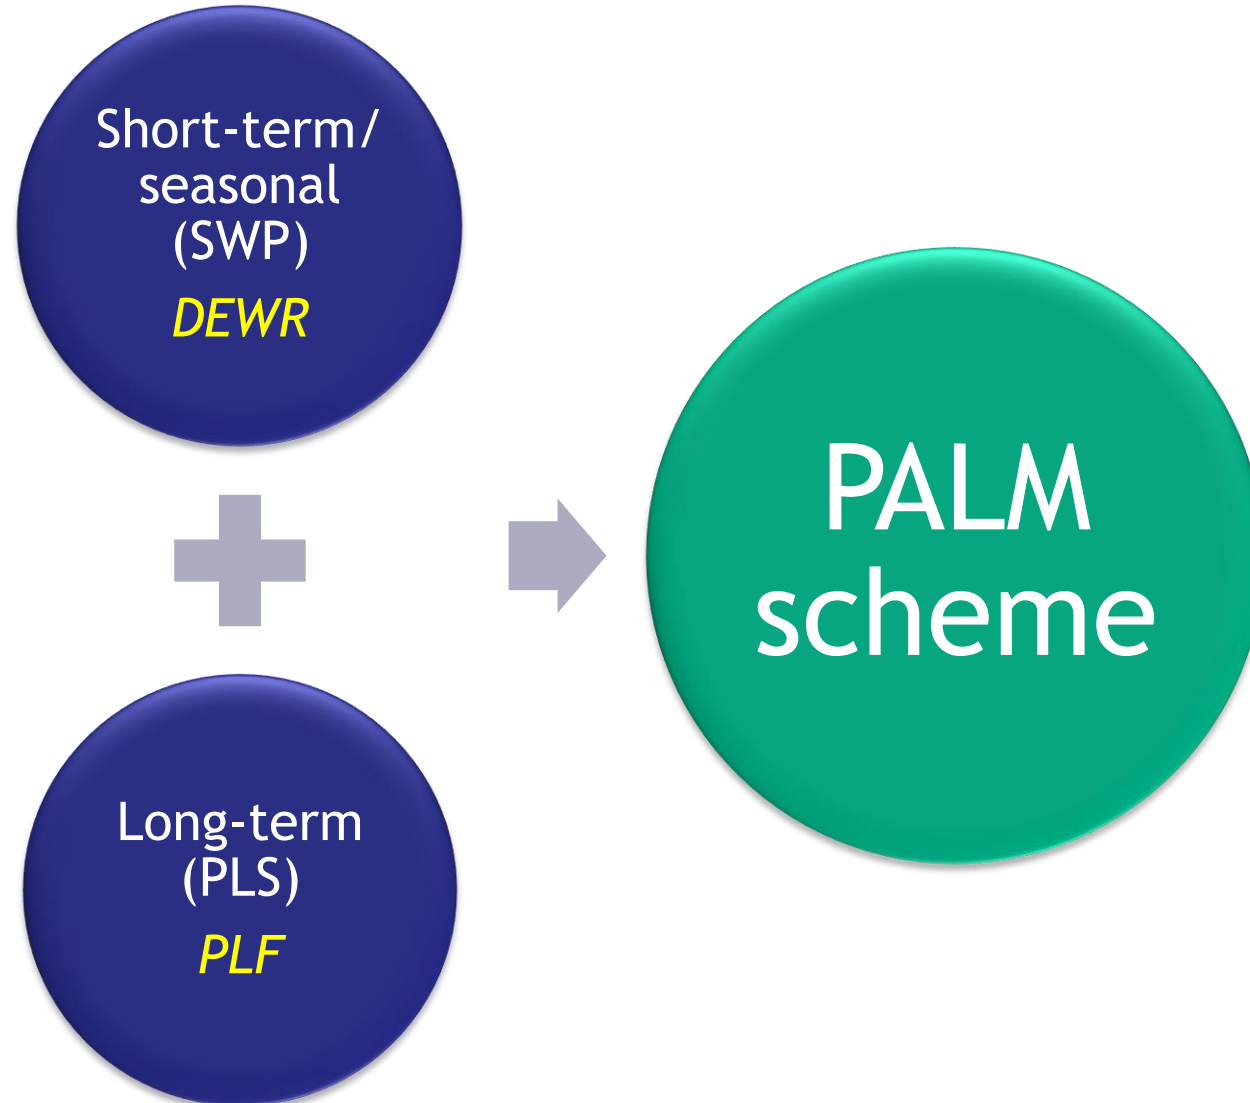 Short-term/
seasonal
(SWP)
DEWR
Long-term
(PLS)
PLF
PALM
scheme